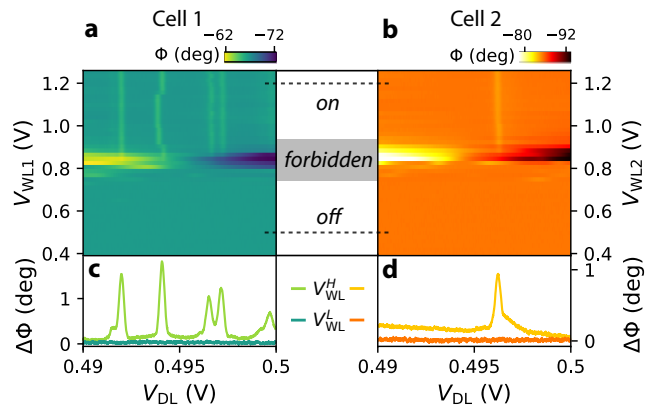 Cell 1
Cell 2
a
Φ (deg)
−62
−72
b
Φ (deg)
−80
−92
V_WL1 (V)
1.2
1.0
0.8
0.6
0.4
on
forbidden
off
1.2
1.0
0.8
0.6
0.4
V_WL2 (V)
c
ΔΦ (deg)
1
0
V^H_WL
V^L_WL
d
1
0
ΔΦ (deg)
0.49
0.495
0.5
V_DL (V)
0.49
0.495
0.5
V_DL (V)